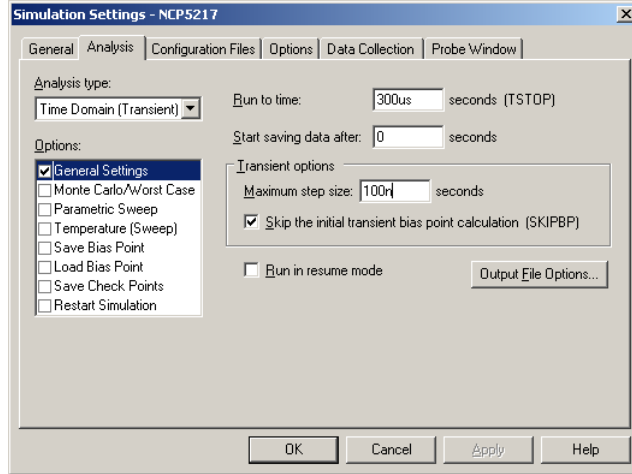 Simulation Settings - NCP5217
General Analysis Configuration Files Options Data Collection Probe Window
Analysis type:
Time Domain (Transient)
Options:
General Settings
Monte Carlo/Worst Case
Parametric Sweep
Temperature (Sweep)
Save Bias Point
Load Bias Point
Save Check Points
Restart Simulation
Run to time: 300us seconds (TSTOP)
Start saving data after: 0 seconds
Transient options
Maximum step size: 100n seconds
Skip the initial transient bias point calculation (SKIPBP)
Run in resume mode
Output File Options...
OK Cancel Apply Help